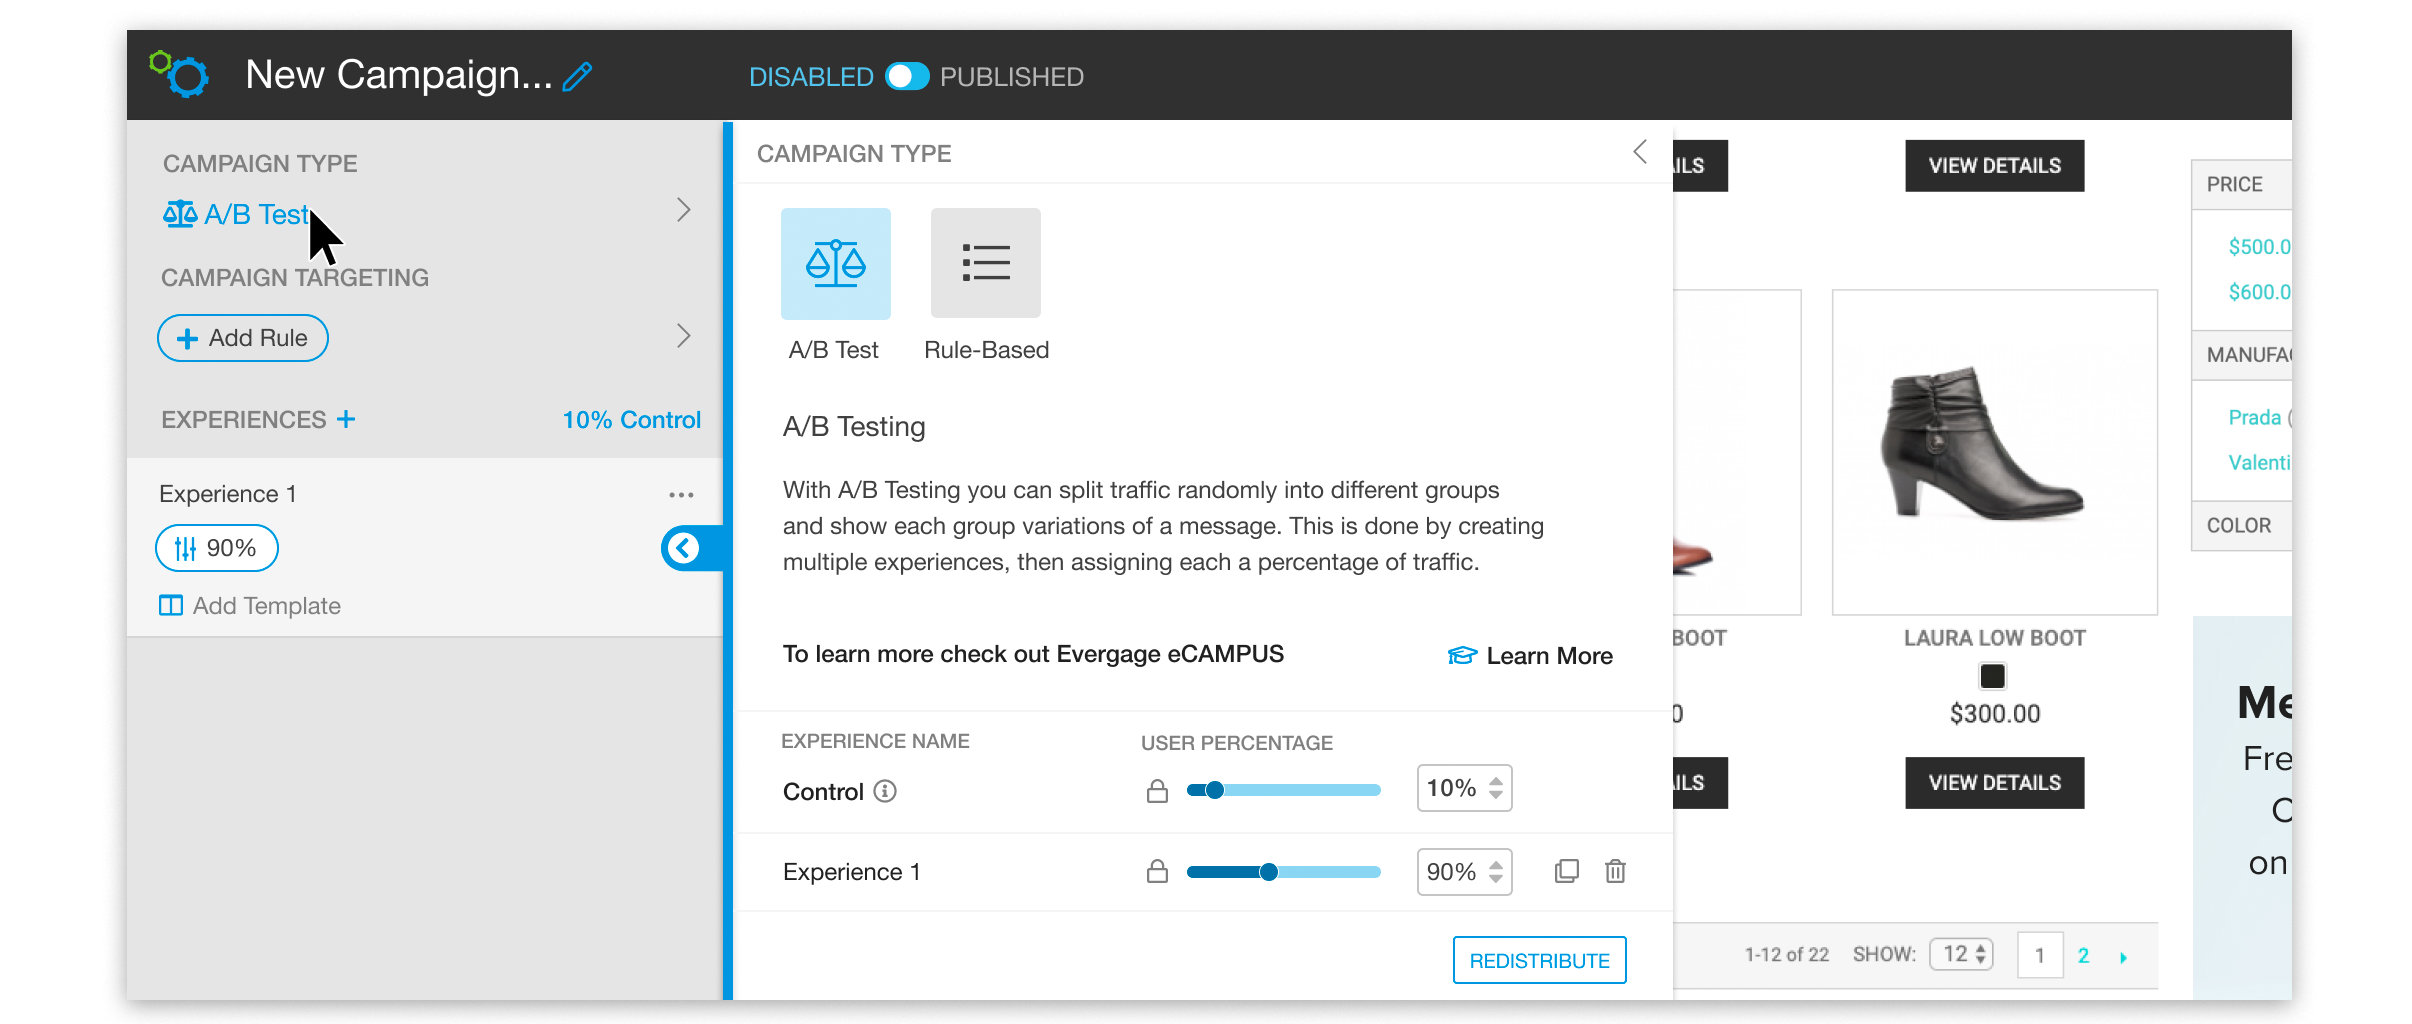 New Campaign...
DISABLED PUBLISHED
CAMPAIGN TYPE
A/B Test
CAMPAIGN TARGETING
Add Rule
EXPERIENCES + 10% Control
Experience 1
90%
Add Template
CAMPAIGN TYPE
A/B Test Rule-Based
A/B Testing
With A/B Testing you can split traffic randomly into different groups
and show each group variations of a message. This is done by creating
multiple experiences, then assigning each a percentage of traffic.
To learn more check out Evergage eCAMPUS Learn More
EXPERIENCE NAME USER PERCENTAGE
Control 10%
Experience 1 90%
REDISTRIBUTE
ILS VIEW DETAILS
BOOT LAURA LOW BOOT
0 $300.00
ILS VIEW DETAILS
1-12 of 22 SHOW: 12 1 2
PRICE
$500.0
$600.0
MANUFAC
Prada (
Valenti
COLOR
Me
Fre
C
on